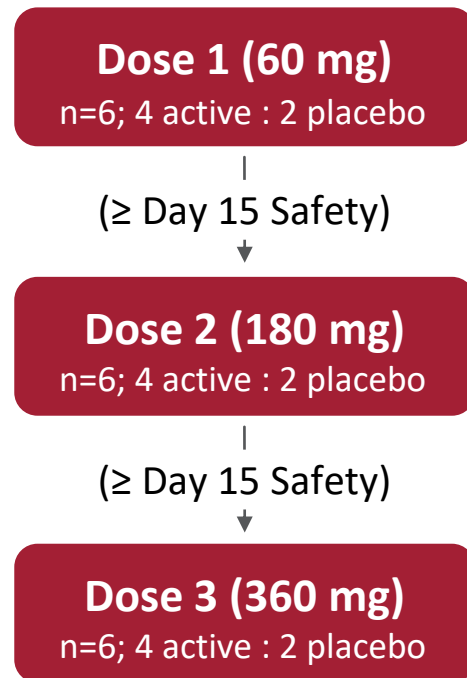 Dose 1 (60 mg)
n=6; 4 active : 2 placebo
(≥ Day 15 Safety)
Dose 2 (180 mg)
n=6; 4 active : 2 placebo
(≥ Day 15 Safety)
Dose 3 (360 mg)
n=6; 4 active : 2 placebo